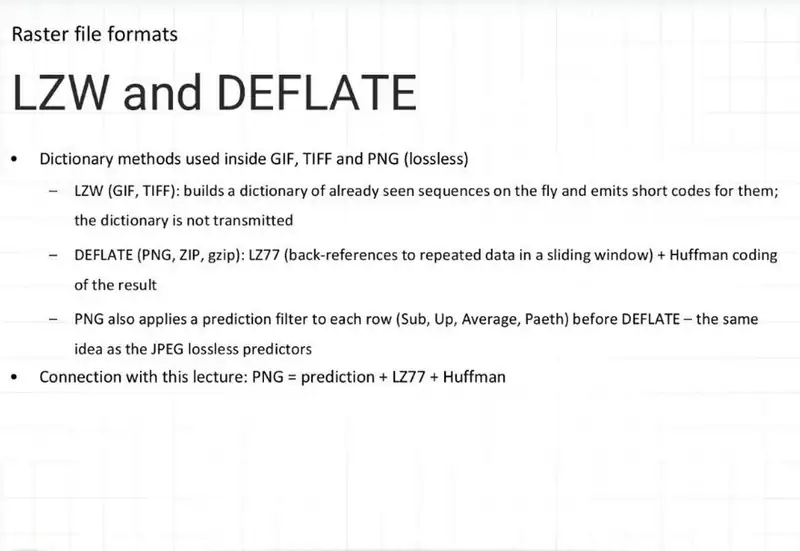 Raster file formats
LZW and DEFLATE
• Dictionary methods used inside GIF, TIFF and PNG (lossless)
– LZW (GIF, TIFF): builds a dictionary of already seen sequences on the fly and emits short codes for them;
the dictionary is not transmitted
– DEFLATE (PNG, ZIP, gzip): LZ77 (back-references to repeated data in a sliding window) + Huffman coding
of the result
– PNG also applies a prediction filter to each row (Sub, Up, Average, Paeth) before DEFLATE – the same
idea as the JPEG lossless predictors
• Connection with this lecture: PNG = prediction + LZ77 + Huffman